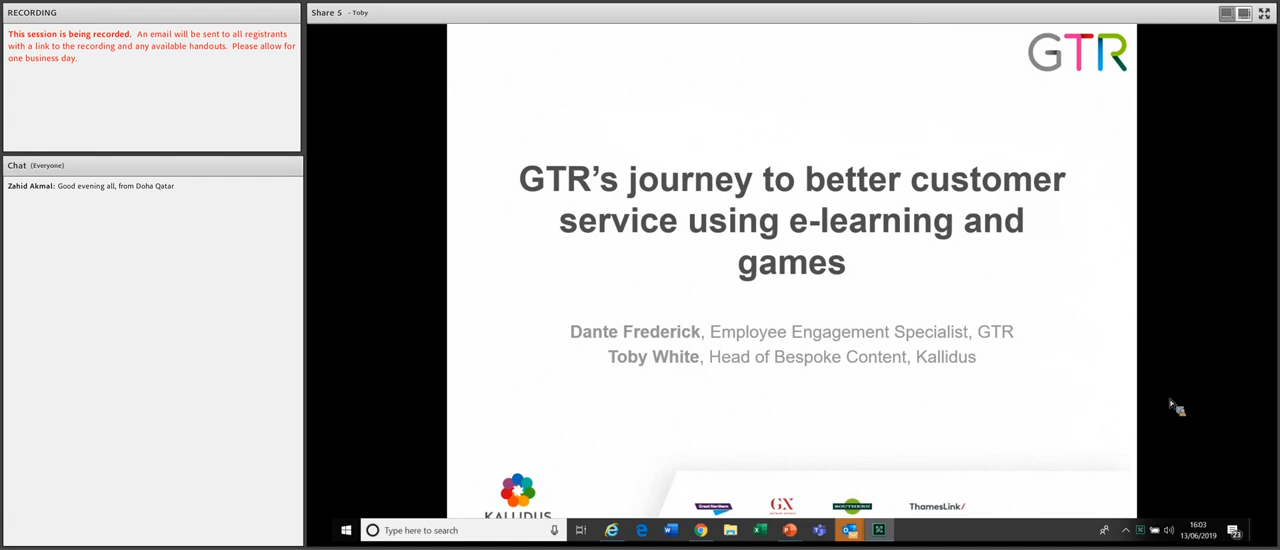 RECORDING
This session is being recorded. An email will be sent to all registrants
with a link to the recording and any available handouts. Please allow for
one business day.
Chat (Everyone)
Zahid Akmal: Good evening all, from Doha Qatar
Share 5 - Toby
GTR
GTR's journey to better customer
service using e-learning and
games
Dante Frederick, Employee Engagement Specialist, GTR
Toby White, Head of Bespoke Content, Kallidus
KALLIDUS
Great Northern
GX
SOUTHERN
ThamesLink/
Type here to search
16:03
13/06/2019
23